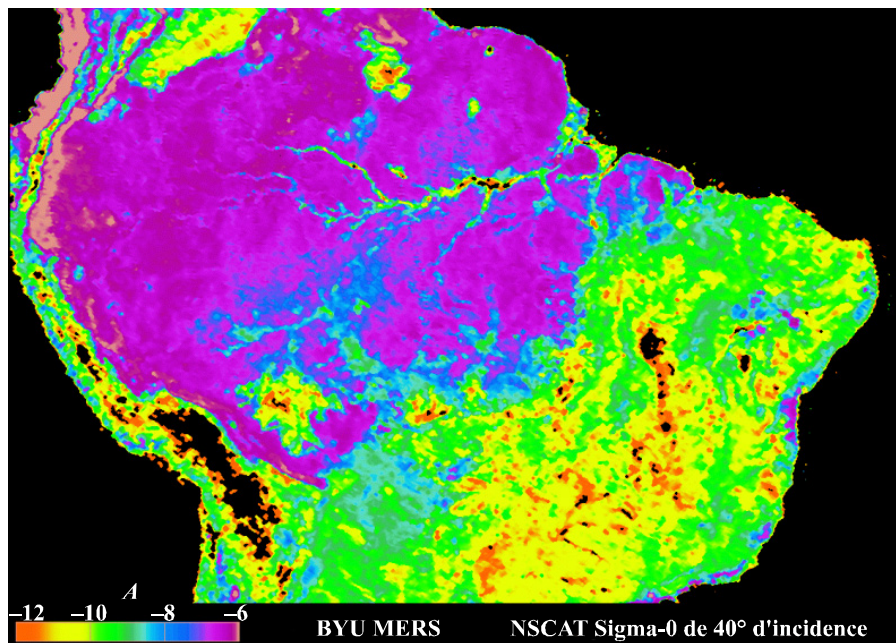 A
–12 –10 –8 –6
BYU MERS NSCAT Sigma-0 de 40° d'incidence